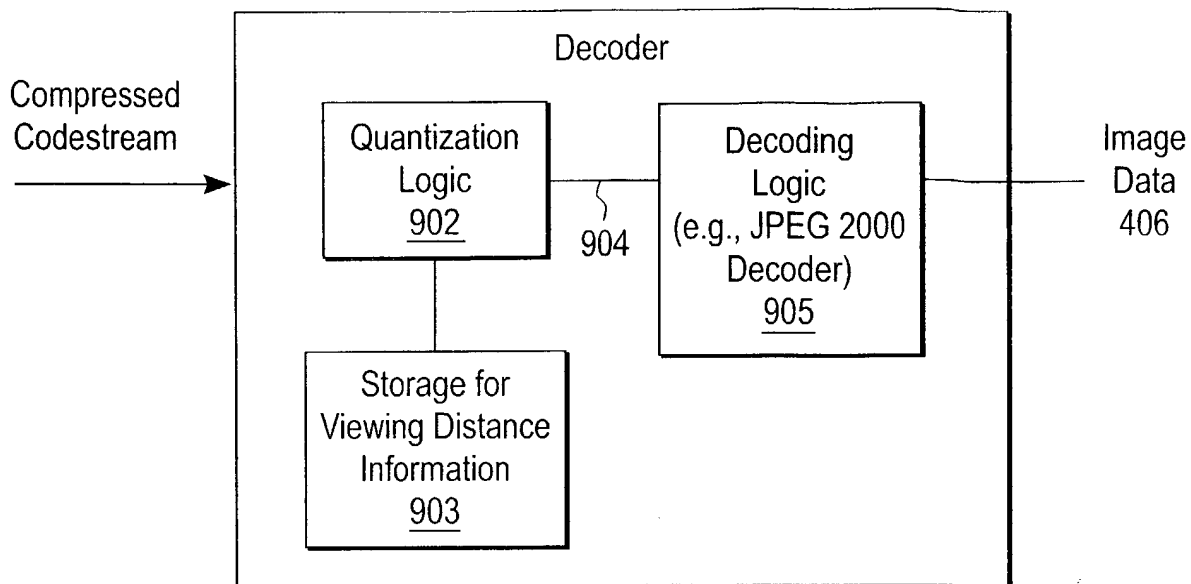 Decoder
Compressed
Codestream
Quantization
Logic
902
904
Decoding
Logic
(e.g., JPEG 2000
Decoder)
905
Image
Data
406
Storage for
Viewing Distance
Information
903